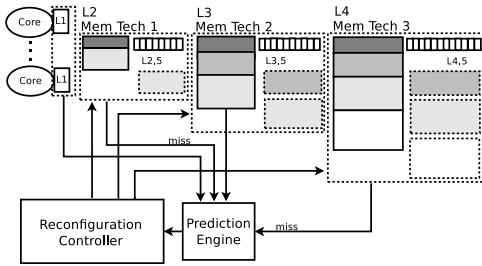 L2
Mem Tech 1
L3
Mem Tech 2
L4
Mem Tech 3
Core
L1
L2,5
L3,5
L4,5
Core
L1
miss
Reconfiguration
Controller
Prediction
Engine
miss